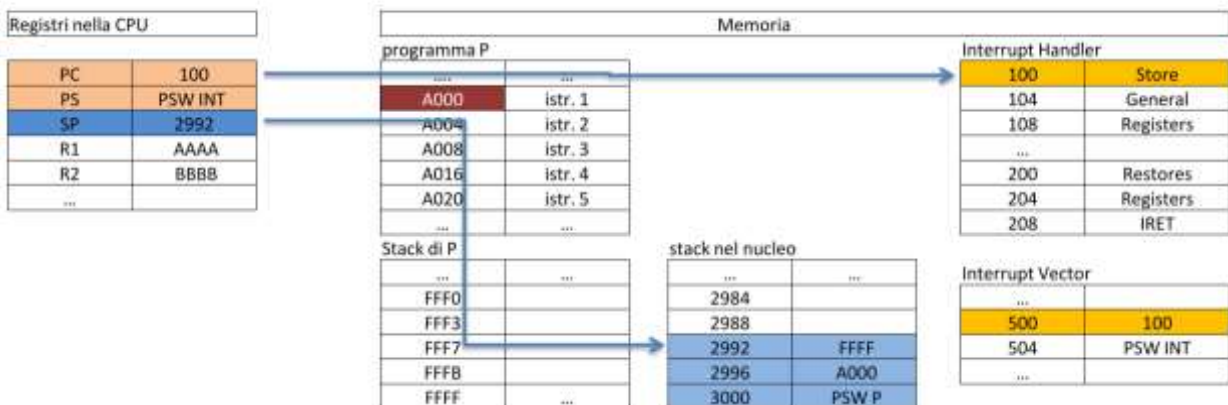 Registri nella CPU
Memoria
programma P
Interrupt Handler
PC 100
PS PSW INT
SP 2992
R1 AAAA
R2 BBBB
...
.... ...
A000 istr. 1
A004 istr. 2
A008 istr. 3
A016 istr. 4
A020 istr. 5
... ...
100 Store
104 General
108 Registers
...
200 Restores
204 Registers
208 IRET
Stack di P
... ...
FFF0
FFF3
FFF7
FFFB
FFFF ...
stack nel nucleo
... ...
2984
2988
2992 FFFF
2996 A000
3000 PSW P
Interrupt Vector
...
500 100
504 PSW INT
...